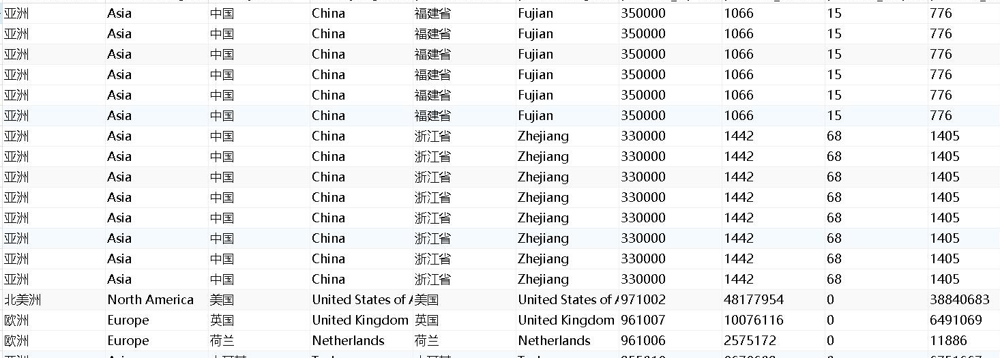 亚洲 Asia 中国 China 福建省 Fujian 350000 1066 15 776
亚洲 Asia 中国 China 福建省 Fujian 350000 1066 15 776
亚洲 Asia 中国 China 福建省 Fujian 350000 1066 15 776
亚洲 Asia 中国 China 福建省 Fujian 350000 1066 15 776
亚洲 Asia 中国 China 福建省 Fujian 350000 1066 15 776
亚洲 Asia 中国 China 福建省 Fujian 350000 1066 15 776
亚洲 Asia 中国 China 浙江省 Zhejiang 330000 1442 68 1405
亚洲 Asia 中国 China 浙江省 Zhejiang 330000 1442 68 1405
亚洲 Asia 中国 China 浙江省 Zhejiang 330000 1442 68 1405
亚洲 Asia 中国 China 浙江省 Zhejiang 330000 1442 68 1405
亚洲 Asia 中国 China 浙江省 Zhejiang 330000 1442 68 1405
亚洲 Asia 中国 China 浙江省 Zhejiang 330000 1442 68 1405
亚洲 Asia 中国 China 浙江省 Zhejiang 330000 1442 68 1405
亚洲 Asia 中国 China 浙江省 Zhejiang 330000 1442 68 1405
北美洲 North America 美国 United States of 美国 United States of 971002 48177954 0 38840683
欧洲 Europe 英国 United Kingdom 英国 United Kingdom 961007 10076116 0 6491069
欧洲 Europe 荷兰 Netherlands 荷兰 Netherlands 961006 2575172 0 11886